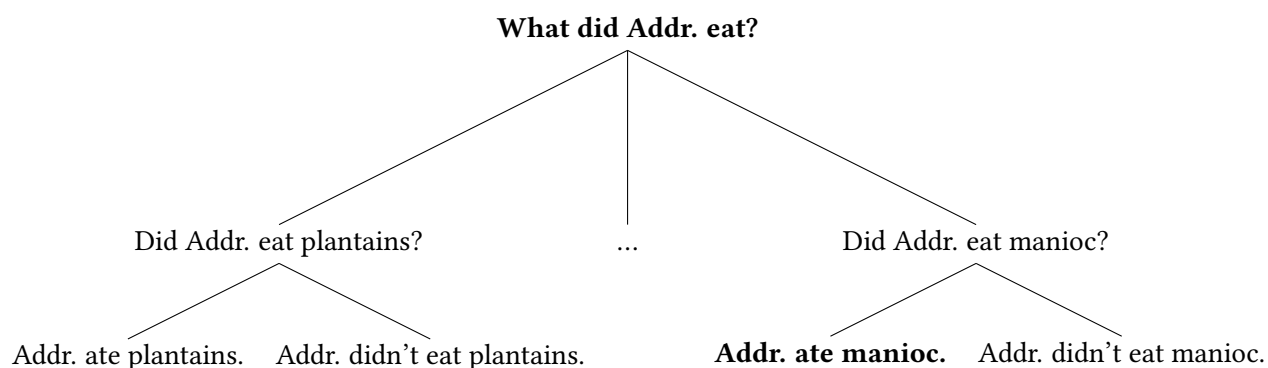 What did Addr. eat?
Did Addr. eat plantains? ... Did Addr. eat manioc?
Addr. ate plantains. Addr. didn’t eat plantains. Addr. ate manioc. Addr. didn’t eat manioc.